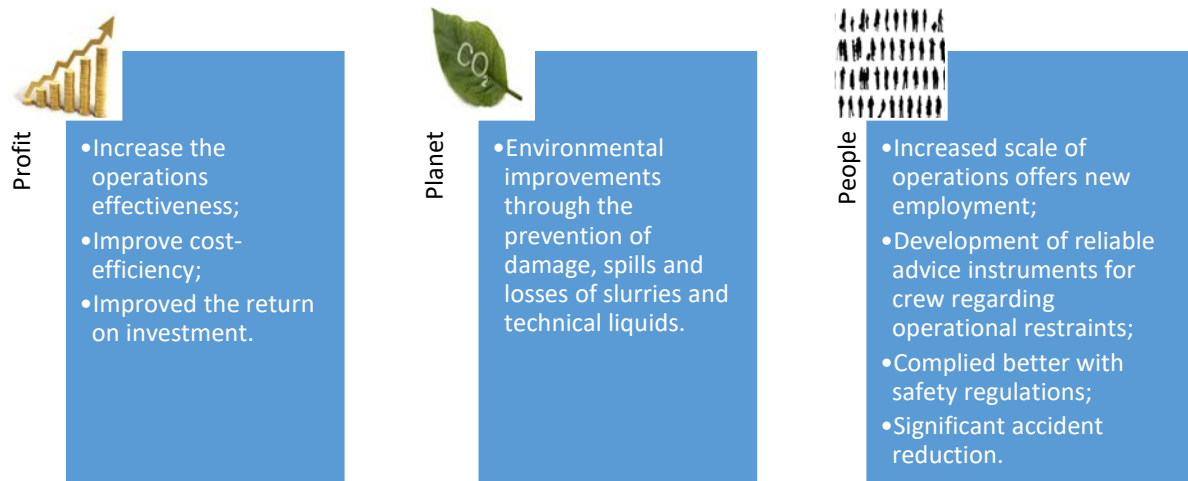 Profit
•Increase the
operations
effectiveness;
•Improve cost-
efficiency;
•Improved the return
on investment.
CO2
Planet
•Environmental
improvements
through the
prevention of
damage, spills and
losses of slurries and
technical liquids.
People
•Increased scale of
operations offers new
employment;
•Development of reliable
advice instruments for
crew regarding
operational restraints;
•Complied better with
safety regulations;
•Significant accident
reduction.